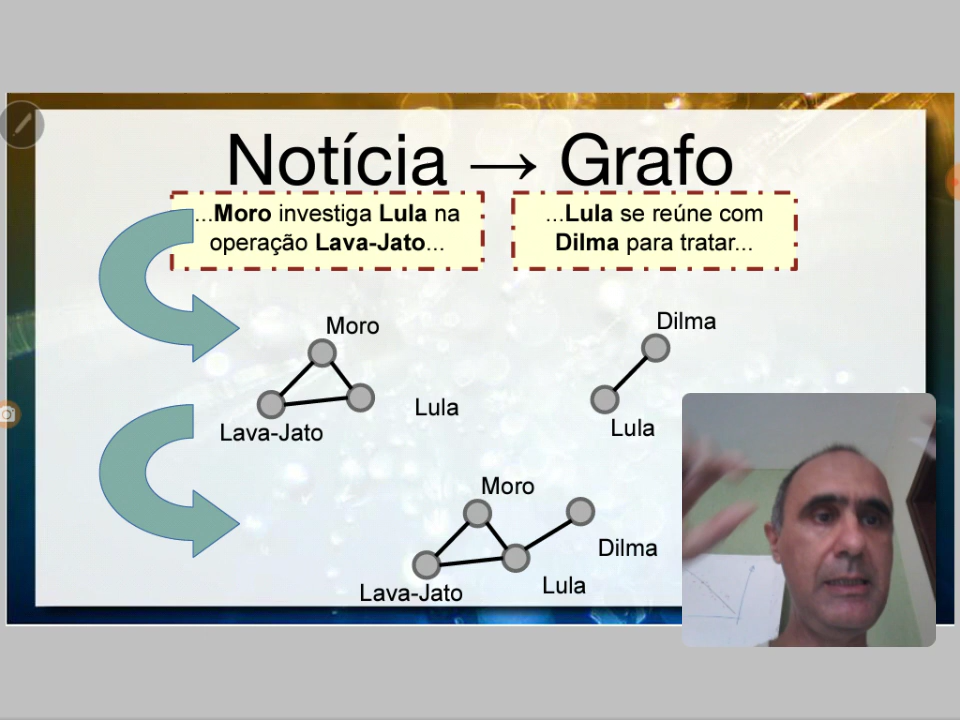 Notícia → Grafo
...Moro investiga Lula na
operação Lava-Jato...
...Lula se reúne com
Dilma para tratar...
Moro
Lula
Lava-Jato
Dilma
Lula
Moro
Dilma
Lula
Lava-Jato